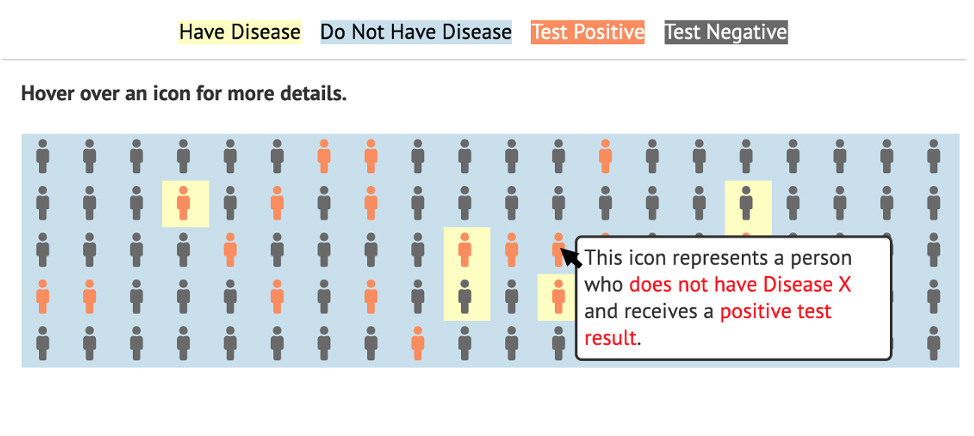 Have Disease Do Not Have Disease Test Positive Test Negative
Hover over an icon for more details.
This icon represents a person
who does not have Disease X
and receives a positive test
result.